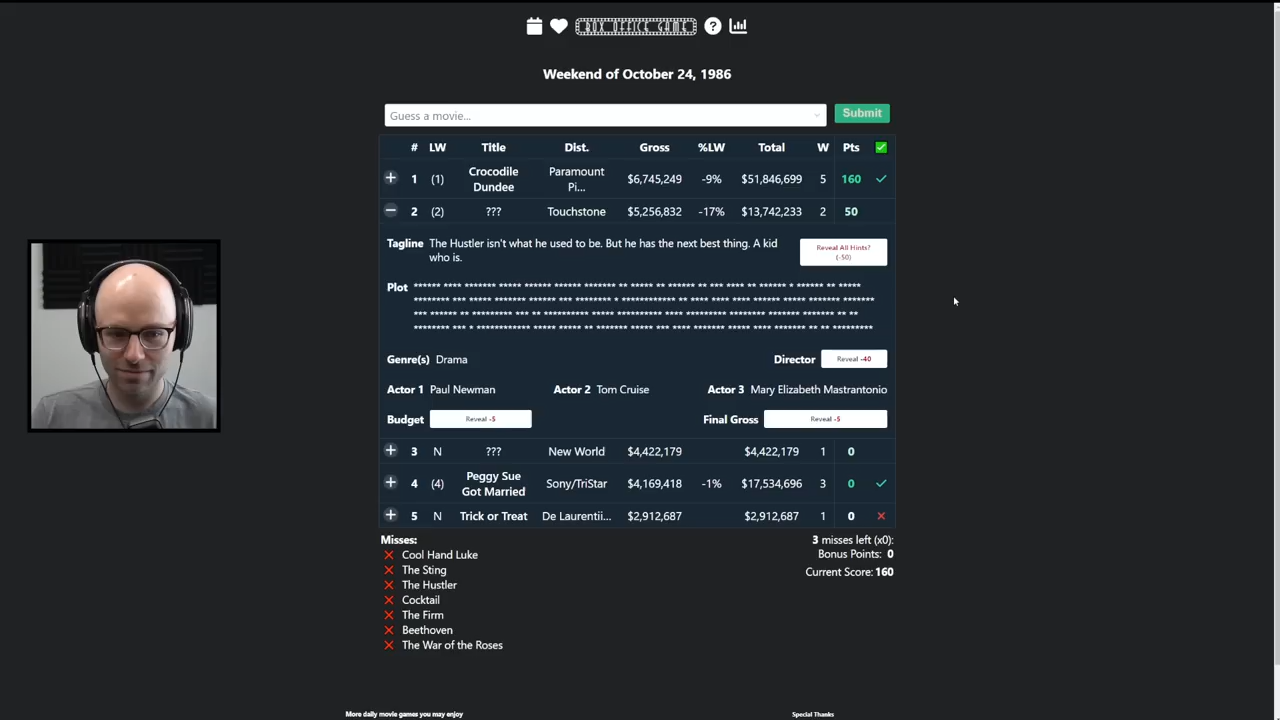 BOX OFFICE GAME
Weekend of October 24, 1986
Guess a movie...
Submit
# LW Title Dist. Gross %LW Total W Pts
1 (1) Crocodile Dundee Paramount Pi... $6,745,249 -9% $51,846,699 5 160
2 (2) ??? Touchstone $5,256,832 -17% $13,742,233 2 50
Tagline The Hustler isn't what he used to be. But he has the next best thing. A kid
who is.
Reveal All Hints?
(-50)
Plot
Genre(s) Drama
Director Reveal -40
Actor 1 Paul Newman Actor 2 Tom Cruise Actor 3 Mary Elizabeth Mastrantonio
Budget Reveal -5 Final Gross Reveal -5
3 N ??? New World $4,422,179 $4,422,179 1 0
4 (4) Peggy Sue Got Married Sony/TriStar $4,169,418 -1% $17,534,696 3 0
5 N Trick or Treat De Laurentii... $2,912,687 $2,912,687 1 0
Misses:
Cool Hand Luke
The Sting
The Hustler
Cocktail
The Firm
Beethoven
The War of the Roses
3 misses left (x0):
Bonus Points: 0
Current Score: 160
More daily movie games you may enjoy
Special Thanks